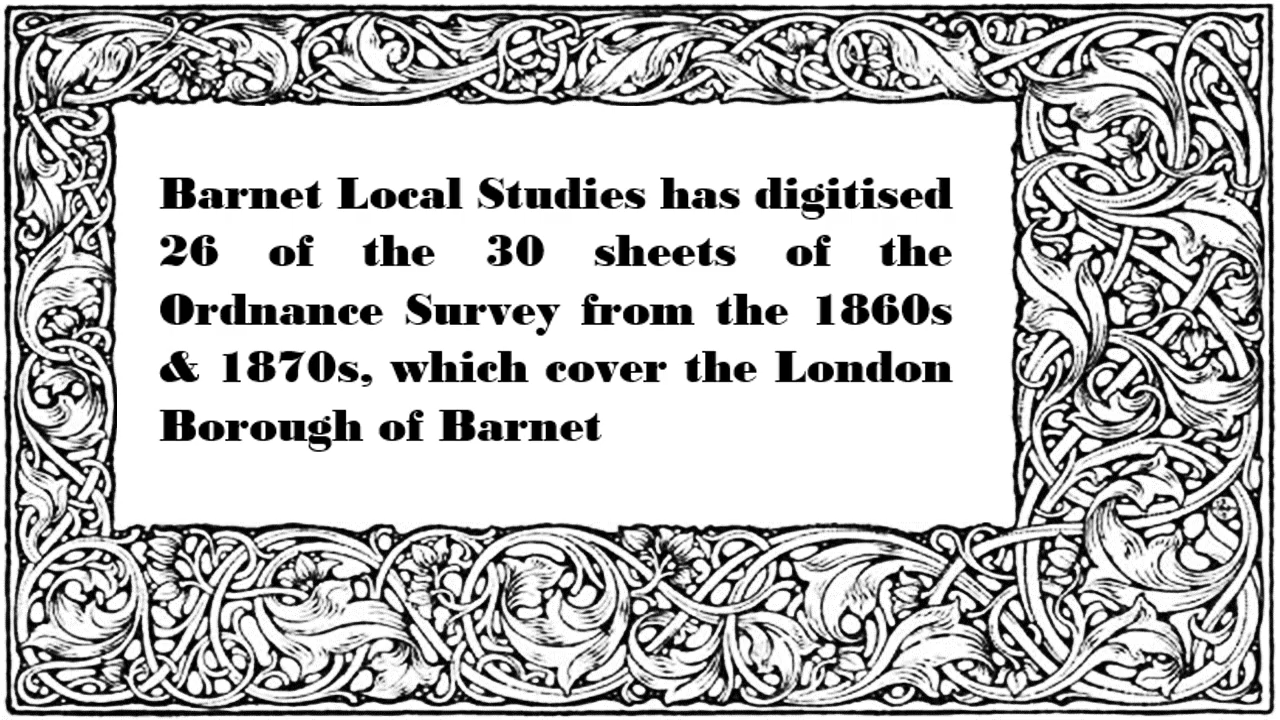 Barnet Local Studies has digitised
26 of the 30 sheets of the
Ordnance Survey from the 1860s
& 1870s, which cover the London
Borough of Barnet